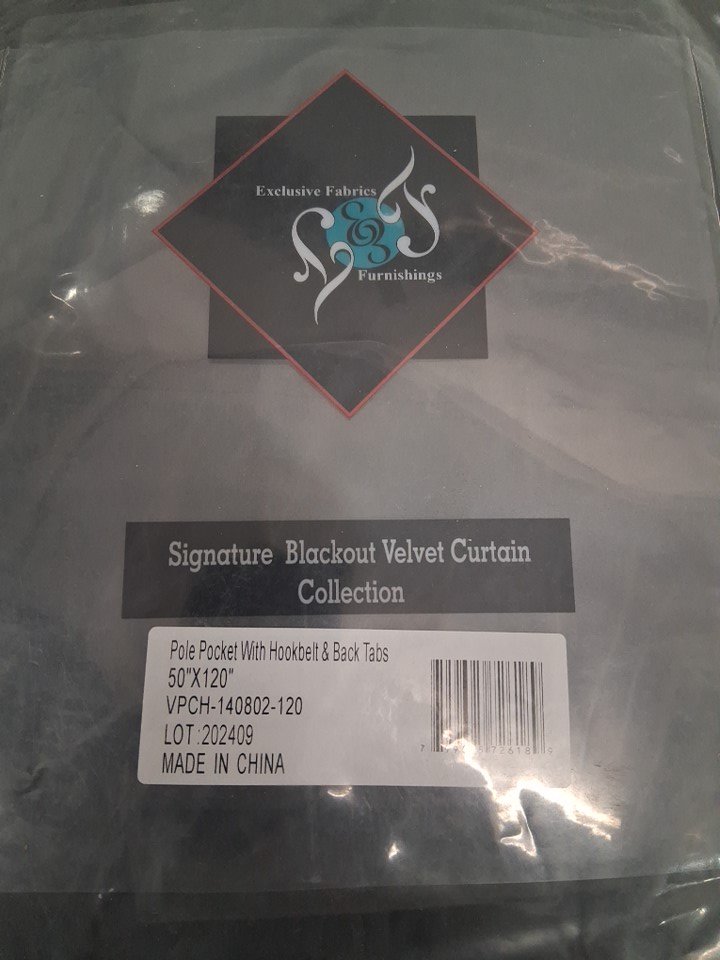 Exclusive Fabrics
&
Furnishings
Signature Blackout Velvet Curtain
Collection
Pole Pocket With Hookbelt & Back Tabs
50"X120"
VPCH-140802-120
LOT:202409
MADE IN CHINA